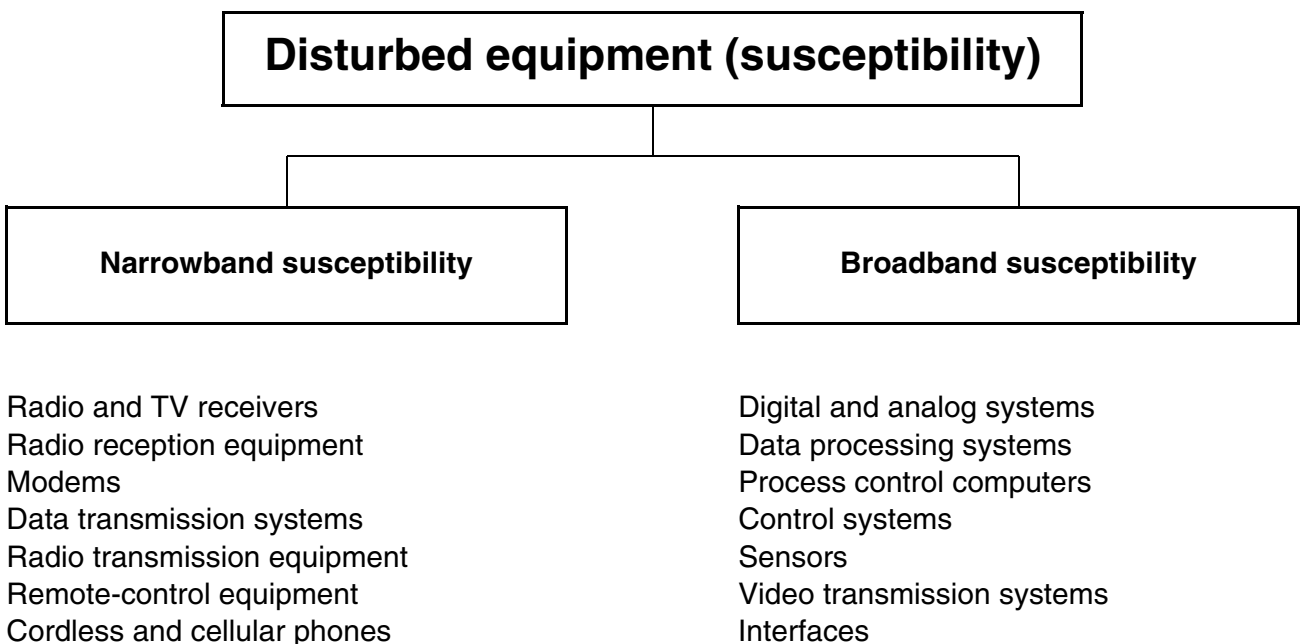 Disturbed equipment (susceptibility)
Narrowband susceptibility
Broadband susceptibility
Radio and TV receivers
Radio reception equipment
Modems
Data transmission systems
Radio transmission equipment
Remote-control equipment
Cordless and cellular phones
Digital and analog systems
Data processing systems
Process control computers
Control systems
Sensors
Video transmission systems
Interfaces